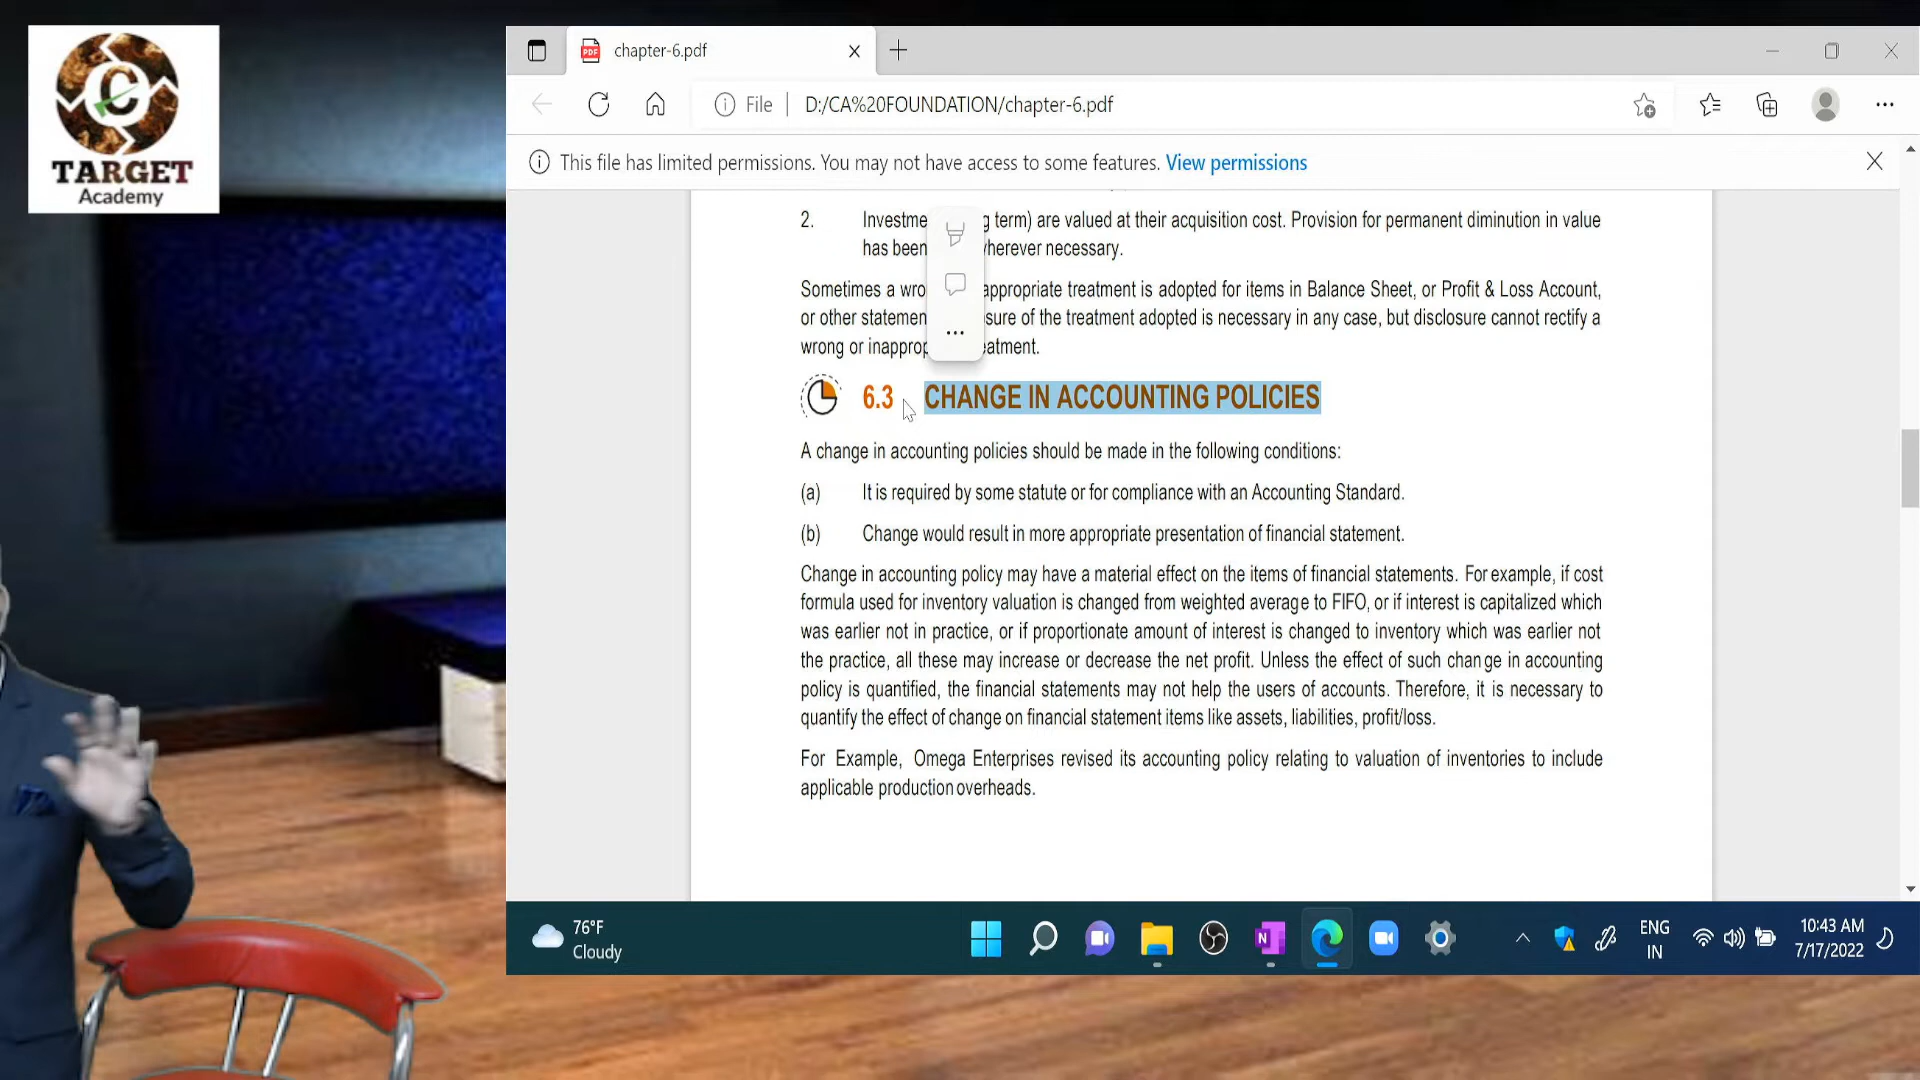 C
TARGET
Academy
chapter-6.pdf
File
D:/CA%20FOUNDATION/chapter-6.pdf
This file has limited permissions. You may not have access to some features. View permissions
2. Investme g term) are valued at their acquisition cost. Provision for permanent diminution in value
has been wherever necessary.
Sometimes a wro appropriate treatment is adopted for items in Balance Sheet, or Profit & Loss Account,
or other statemen sure of the treatment adopted is necessary in any case, but disclosure cannot rectify a
wrong or inapprop eatment.
6.3 CHANGE IN ACCOUNTING POLICIES
A change in accounting policies should be made in the following conditions:
(a) It is required by some statute or for compliance with an Accounting Standard.
(b) Change would result in more appropriate presentation of financial statement.
Change in accounting policy may have a material effect on the items of financial statements. For example, if cost
formula used for inventory valuation is changed from weighted average to FIFO, or if interest is capitalized which
was earlier not in practice, or if proportionate amount of interest is changed to inventory which was earlier not
the practice, all these may increase or decrease the net profit. Unless the effect of such change in accounting
policy is quantified, the financial statements may not help the users of accounts. Therefore, it is necessary to
quantify the effect of change on financial statement items like assets, liabilities, profit/loss.
For Example, Omega Enterprises revised its accounting policy relating to valuation of inventories to include
applicable production overheads.
76°F
Cloudy
ENG
IN
10:43 AM
7/17/2022